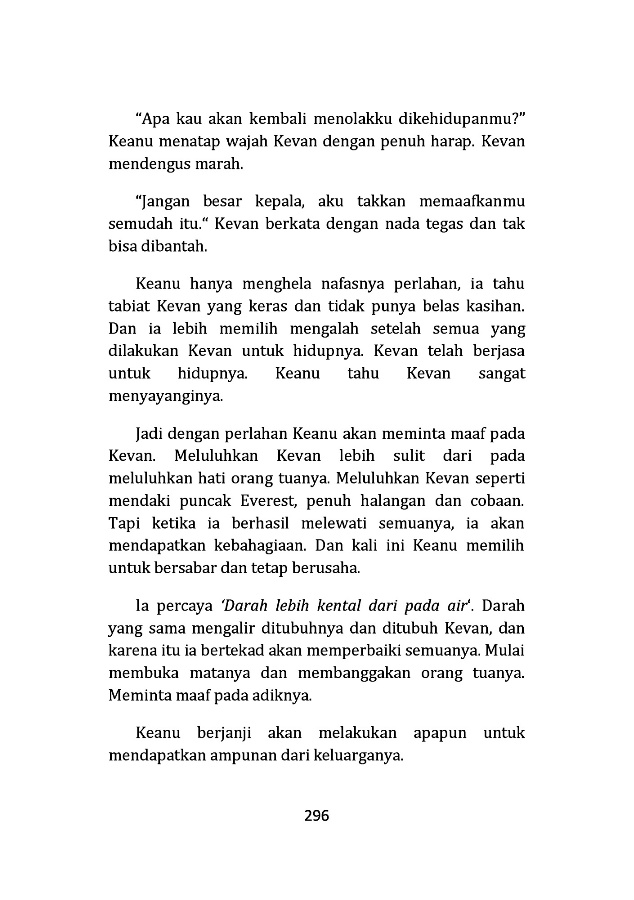 “Apa kau akan kembali menolakku dikehidupanmu?”
Keanu menatap wajah Kevan dengan penuh harap. Kevan
mendengus marah.
“Jangan besar kepala, aku takkan memaafkanmu
semudah itu.“ Kevan berkata dengan nada tegas dan tak
bisa dibantah.
Keanu hanya menghela nafasnya perlahan, ia tahu
tabiat Kevan yang keras dan tidak punya belas kasihan.
Dan ia lebih memilih mengalah setelah semua yang
dilakukan Kevan untuk hidupnya. Kevan telah berjasa
untuk hidupnya. Keanu tahu Kevan sangat
menyayanginya.
Jadi dengan perlahan Keanu akan meminta maaf pada
Kevan. Meluluhkan Kevan lebih sulit dari pada
meluluhkan hati orang tuanya. Meluluhkan Kevan seperti
mendaki puncak Everest, penuh halangan dan cobaan.
Tapi ketika ia berhasil melewati semuanya, ia akan
mendapatkan kebahagiaan. Dan kali ini Keanu memilih
untuk bersabar dan tetap berusaha.
Ia percaya ‘Darah lebih kental dari pada air‘. Darah
yang sama mengalir ditubuhnya dan ditubuh Kevan, dan
karena itu ia bertekad akan memperbaiki semuanya. Mulai
membuka matanya dan membanggakan orang tuanya.
Meminta maaf pada adiknya.
Keanu berjanji akan melakukan apapun untuk
mendapatkan ampunan dari keluarganya.
296